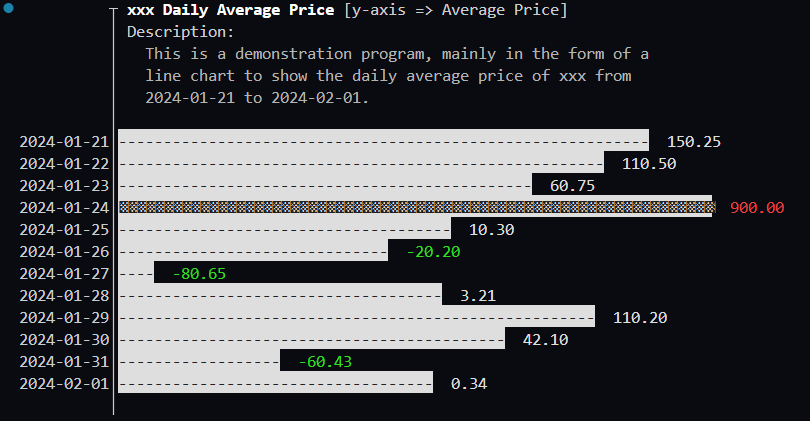 xxx Daily Average Price [y-axis => Average Price]
Description:
This is a demonstration program, mainly in the form of a
line chart to show the daily average price of xxx from
2024-01-21 to 2024-02-01.
2024-01-21 150.25
2024-01-22 110.50
2024-01-23 60.75
2024-01-24 900.00
2024-01-25 10.30
2024-01-26 -20.20
2024-01-27 -80.65
2024-01-28 3.21
2024-01-29 110.20
2024-01-30 42.10
2024-01-31 -60.43
2024-02-01 0.34